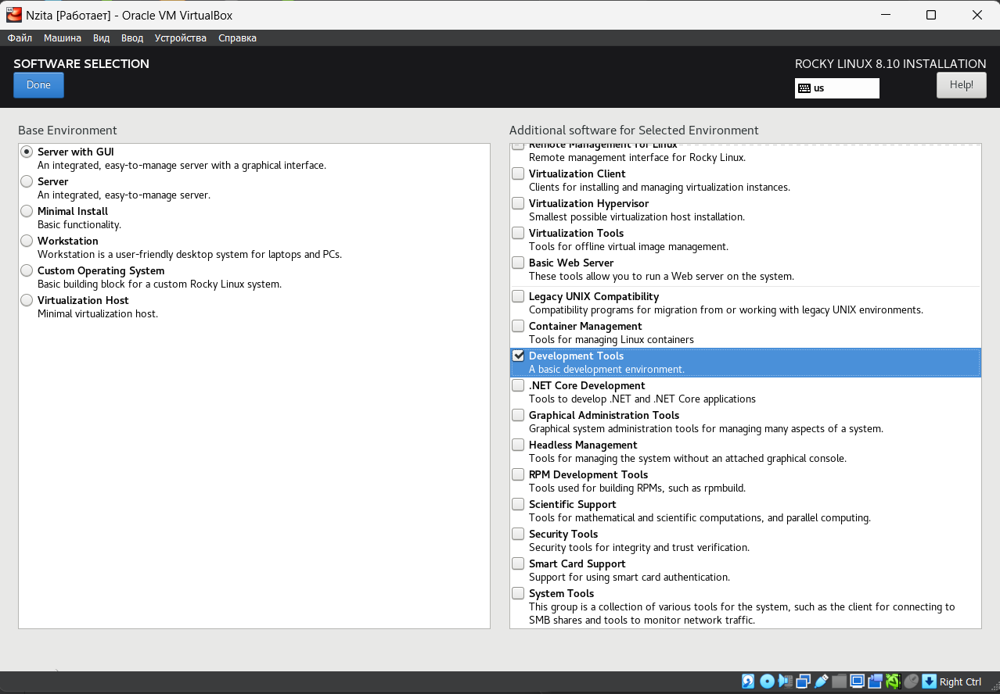 Nzita [Работает] - Oracle VM VirtualBox
Файл Машина Вид Ввод Устройства Справка
SOFTWARE SELECTION
Done
ROCKY LINUX 8.10 INSTALLATION
us
Help!
Base Environment
Server with GUI
An integrated, easy-to-manage server with a graphical interface.
Server
An integrated, easy-to-manage server.
Minimal Install
Basic functionality.
Workstation
Workstation is a user-friendly desktop system for laptops and PCs.
Custom Operating System
Basic building block for a custom Rocky Linux system.
Virtualization Host
Minimal virtualization host.
Additional software for Selected Environment
Remote Management for Linux
Remote management interface for Rocky Linux.
Virtualization Client
Clients for installing and managing virtualization instances.
Virtualization Hypervisor
Smallest possible virtualization host installation.
Virtualization Tools
Tools for offline virtual image management.
Basic Web Server
These tools allow you to run a Web server on the system.
Legacy UNIX Compatibility
Compatibility programs for migration from or working with legacy UNIX environments.
Container Management
Tools for managing Linux containers
Development Tools
A basic development environment.
.NET Core Development
Tools to develop .NET and .NET Core applications
Graphical Administration Tools
Graphical system administration tools for managing many aspects of a system.
Headless Management
Tools for managing the system without an attached graphical console.
RPM Development Tools
Tools used for building RPMs, such as rpmbuild.
Scientific Support
Tools for mathematical and scientific computations, and parallel computing.
Security Tools
Security tools for integrity and trust verification.
Smart Card Support
Support for using smart card authentication.
System Tools
This group is a collection of various tools for the system, such as the client for connecting to
SMB shares and tools to monitor network traffic.
Right Ctrl